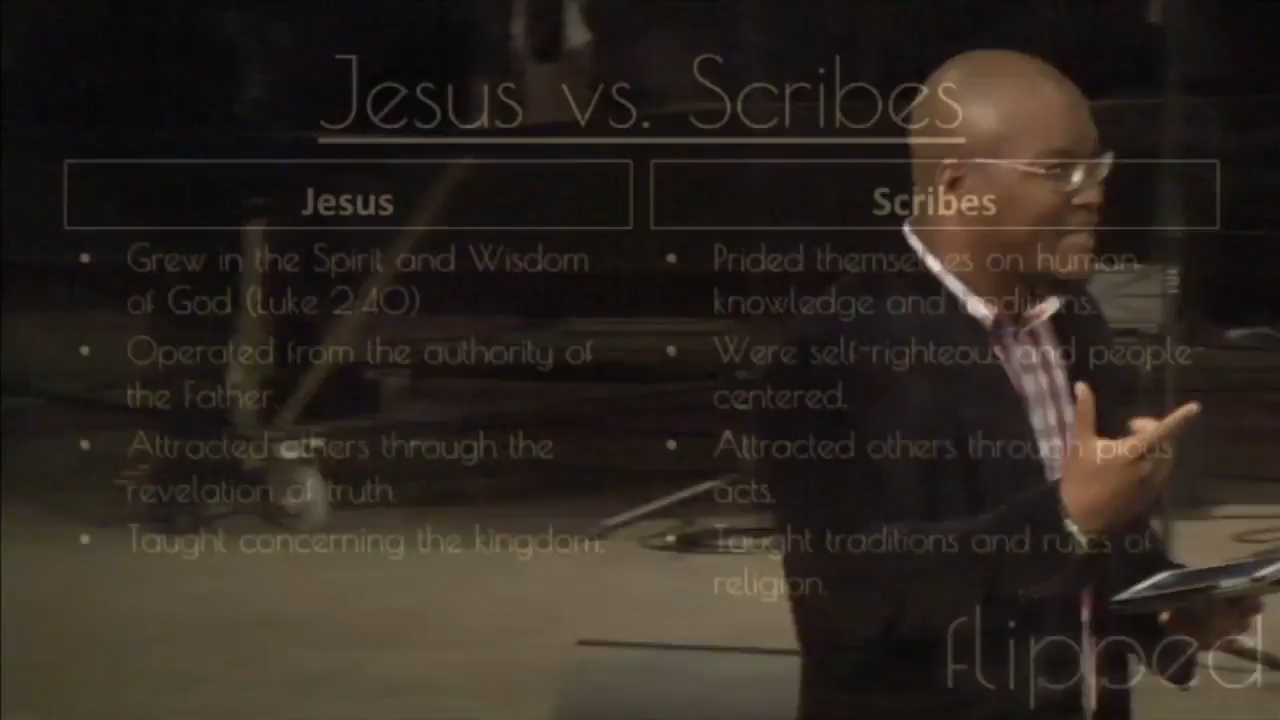 Jesus vs. Scribes
Jesus
Grew in the Spirit and Wisdom
of God (Luke 2:40)
Operated from the authority of
the Father
Attracted others through the
revelation of truth
Taught concerning the kingdom.
Scribes
Prided themselves on human
knowledge and traditions.
Were self-righteous and people
centered.
Attracted others through pious
acts.
Taught traditions and rules of
religion.
flipped